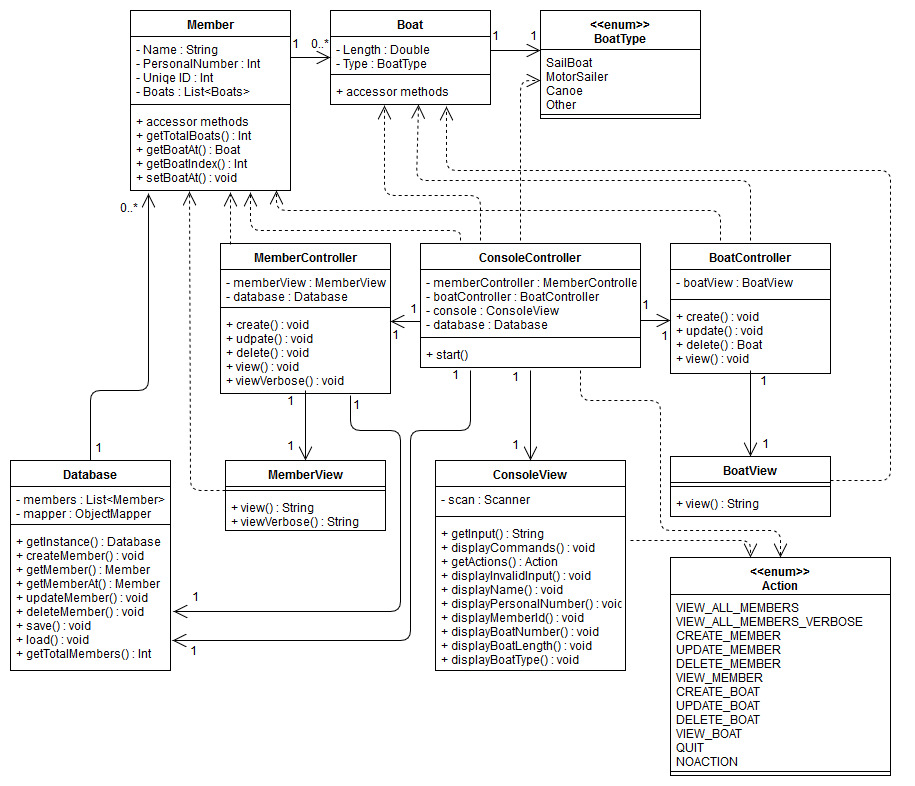 Member
- Name : String
- PersonalNumber : Int
- Uniqe ID : Int
- Boats : List<Boats>
+ accessor methods
+ getTotalBoats() : Int
+ getBoatAt() : Boat
+ getBoatIndex() : Int
+ setBoatAt() : void
1
0..*
Boat
- Length : Double
- Type : BoatType
+ accessor methods
1
1
<<enum>>
BoatType
SailBoat
MotorSailer
Canoe
Other
0..*
MemberController
- memberView : MemberView
- database : Database
+ create() : void
+ udpate() : void
+ delete() : void
+ view() : void
+ viewVerbose() : void
1
1
ConsoleController
- memberController : MemberControlle
- boatController : BoatController
- console : ConsoleView
- database : Database
+ start()
1
1
BoatController
- boatView : BoatView
+ create() : void
+ update() : void
+ delete() : Boat
+ view() : void
1
1
1
1
1
1
1
1
1
1
Database
- members : List<Member>
- mapper : ObjectMapper
+ getInstance() : Database
+ createMember() : void
+ getMember() : Member
+ getMemberAt() : Member
+ updateMember() : void
+ deleteMember() : void
+ save() : void
+ load() : void
+ getTotalMembers() : Int
1
1
MemberView
+ view() : String
+ viewVerbose() : String
ConsoleView
- scan : Scanner
+ getInput() : String
+ displayCommands() : void
+ getActions() : Action
+ displayInvalidInput() : void
+ displayName() : void
+ displayPersonalNumber() : voic
+ displayMemberId() : void
+ displayBoatNumber() : void
+ displayBoatLength() : void
+ displayBoatType() : void
BoatView
+ view() : String
<<enum>>
Action
VIEW_ALL_MEMBERS
VIEW_ALL_MEMBERS_VERBOSE
CREATE_MEMBER
UPDATE_MEMBER
DELETE_MEMBER
VIEW_MEMBER
CREATE_BOAT
UPDATE_BOAT
DELETE_BOAT
VIEW_BOAT
QUIT
NOACTION